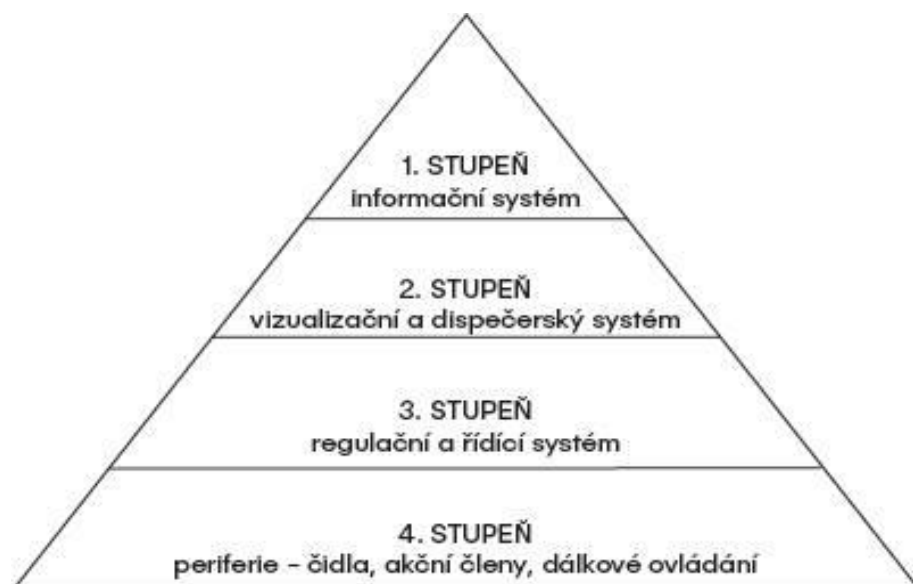 1. STUPEŇ
informační systém
2. STUPEŇ
vizualizační a dispečerský systém
3. STUPEŇ
regulační a řídící systém
4. STUPEŇ
periferie – čidla, akční členy, dálkové ovládání